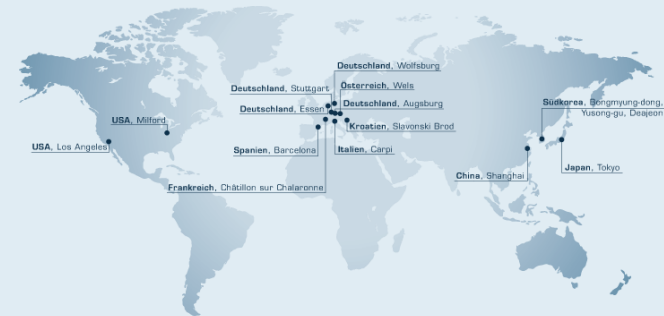 Deutschland, Wolfsburg
Deutschland, Stuttgart
Österreich, Wels
Deutschland, Essen
Deutschland, Augsburg
Südkorea, Bongmyung-dong,
Yusong-gu, Deajeon
USA, Milford
Kroatien, Slavonski Brod
USA, Los Angeles
Spanien, Barcelona
Italien, Carpi
Japan, Tokyo
China, Shanghai
Frankreich, Châtillon sur Chalaronne